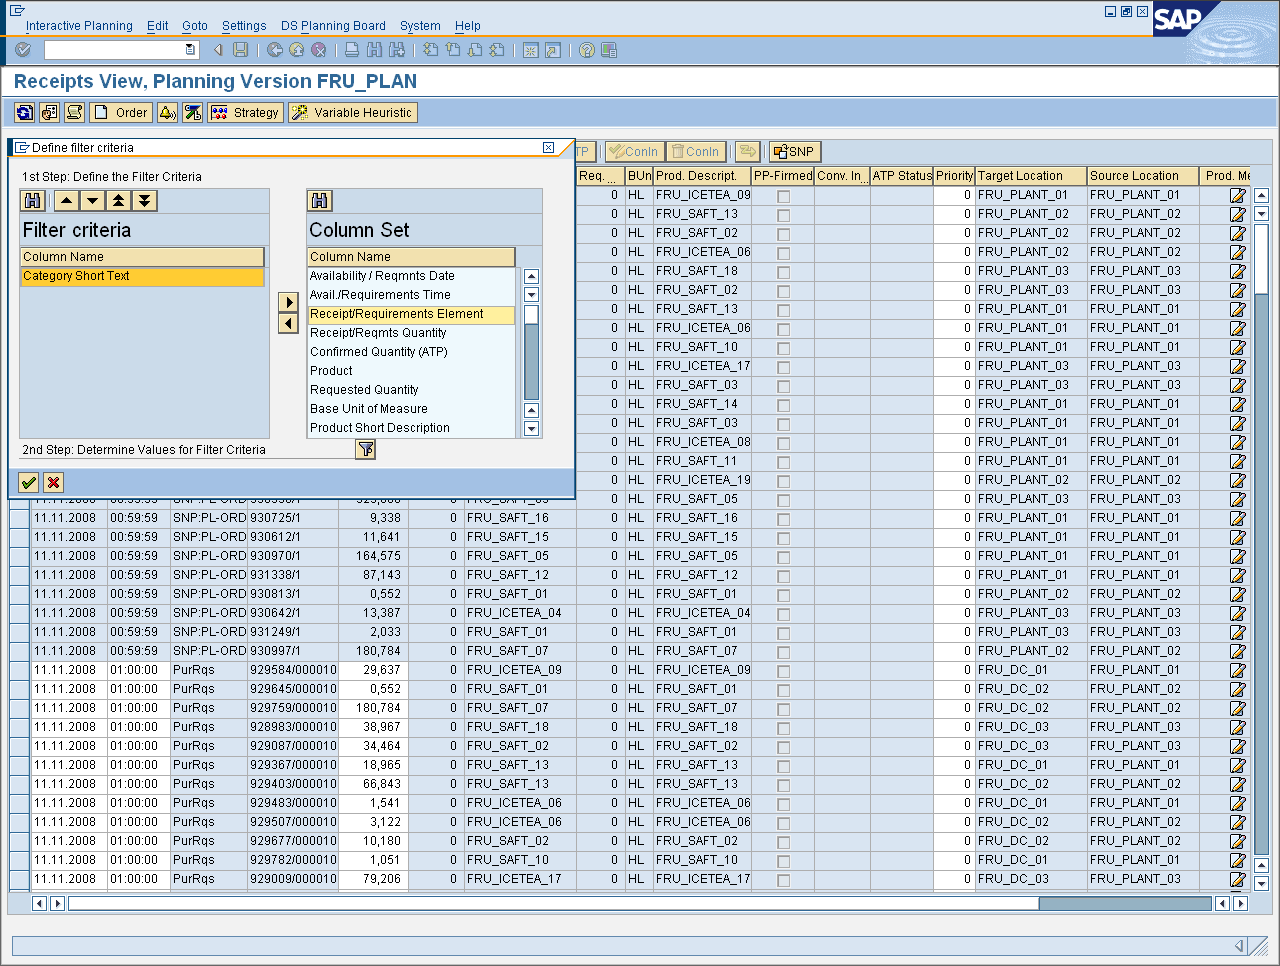 Interactive Planning Edit Goto Settings DS Planning Board System Help
SAP
Receipts View, Planning Version FRU_PLAN
Order Strategy Variable Heuristic
Define filter criteria
TP ConIn ConIn SNP
1st Step: Define the Filter Criteria
Filter criteria
Column Name
Category Short Text
Column Set
Column Name
Availability / Reqmnts Date
Avail./Requirements Time
Receipt/Requirements Element
Receipt/Reqmts Quantity
Confirmed Quantity (ATP)
Product
Requested Quantity
Base Unit of Measure
Product Short Description
2nd Step: Determine Values for Filter Criteria
Req. ... BUn Prod. Descript. PP-Firmed Conv. In... ATP Status Priority Target Location Source Location Prod. Me
0 HL FRU_ICETEA_09 0 FRU_PLANT_01 FRU_PLANT_01
0 HL FRU_SAFT_13 0 FRU_PLANT_02 FRU_PLANT_02
0 HL FRU_SAFT_02 0 FRU_PLANT_02 FRU_PLANT_02
0 HL FRU_ICETEA_06 0 FRU_PLANT_02 FRU_PLANT_02
0 HL FRU_SAFT_18 0 FRU_PLANT_03 FRU_PLANT_03
0 HL FRU_SAFT_02 0 FRU_PLANT_03 FRU_PLANT_03
0 HL FRU_SAFT_13 0 FRU_PLANT_01 FRU_PLANT_01
0 HL FRU_ICETEA_06 0 FRU_PLANT_01 FRU_PLANT_01
0 HL FRU_SAFT_10 0 FRU_PLANT_01 FRU_PLANT_01
0 HL FRU_ICETEA_17 0 FRU_PLANT_03 FRU_PLANT_03
0 HL FRU_SAFT_03 0 FRU_PLANT_03 FRU_PLANT_03
0 HL FRU_SAFT_14 0 FRU_PLANT_01 FRU_PLANT_01
0 HL FRU_SAFT_03 0 FRU_PLANT_01 FRU_PLANT_01
0 HL FRU_ICETEA_08 0 FRU_PLANT_01 FRU_PLANT_01
0 HL FRU_SAFT_11 0 FRU_PLANT_01 FRU_PLANT_01
0 HL FRU_ICETEA_19 0 FRU_PLANT_02 FRU_PLANT_02
0 HL FRU_SAFT_05 0 FRU_PLANT_03 FRU_PLANT_03
11.11.2008 00:59:59 SNP:PL-ORD 930725/1 9,338 0 FRU_SAFT_16 0 HL FRU_SAFT_16 0 FRU_PLANT_01 FRU_PLANT_01
11.11.2008 00:59:59 SNP:PL-ORD 930612/1 11,641 0 FRU_SAFT_15 0 HL FRU_SAFT_15 0 FRU_PLANT_01 FRU_PLANT_01
11.11.2008 00:59:59 SNP:PL-ORD 930970/1 164,575 0 FRU_SAFT_05 0 HL FRU_SAFT_05 0 FRU_PLANT_01 FRU_PLANT_01
11.11.2008 00:59:59 SNP:PL-ORD 931338/1 87,143 0 FRU_SAFT_12 0 HL FRU_SAFT_12 0 FRU_PLANT_01 FRU_PLANT_01
11.11.2008 00:59:59 SNP:PL-ORD 930813/1 0,552 0 FRU_SAFT_01 0 HL FRU_SAFT_01 0 FRU_PLANT_02 FRU_PLANT_02
11.11.2008 00:59:59 SNP:PL-ORD 930642/1 13,387 0 FRU_ICETEA_04 0 HL FRU_ICETEA_04 0 FRU_PLANT_03 FRU_PLANT_03
11.11.2008 00:59:59 SNP:PL-ORD 931249/1 2,033 0 FRU_SAFT_01 0 HL FRU_SAFT_01 0 FRU_PLANT_03 FRU_PLANT_03
11.11.2008 00:59:59 SNP:PL-ORD 930997/1 180,784 0 FRU_SAFT_07 0 HL FRU_SAFT_07 0 FRU_PLANT_02 FRU_PLANT_02
11.11.2008 01:00:00 PurRqs 929584/000010 29,637 0 FRU_ICETEA_09 0 HL FRU_ICETEA_09 0 FRU_DC_01 FRU_PLANT_01
11.11.2008 01:00:00 PurRqs 929645/000010 0,552 0 FRU_SAFT_01 0 HL FRU_SAFT_01 0 FRU_DC_02 FRU_PLANT_02
11.11.2008 01:00:00 PurRqs 929759/000010 180,784 0 FRU_SAFT_07 0 HL FRU_SAFT_07 0 FRU_DC_02 FRU_PLANT_02
11.11.2008 01:00:00 PurRqs 928983/000010 38,967 0 FRU_SAFT_18 0 HL FRU_SAFT_18 0 FRU_DC_03 FRU_PLANT_03
11.11.2008 01:00:00 PurRqs 929087/000010 34,464 0 FRU_SAFT_02 0 HL FRU_SAFT_02 0 FRU_DC_03 FRU_PLANT_03
11.11.2008 01:00:00 PurRqs 929367/000010 18,965 0 FRU_SAFT_13 0 HL FRU_SAFT_13 0 FRU_DC_01 FRU_PLANT_01
11.11.2008 01:00:00 PurRqs 929403/000010 66,843 0 FRU_SAFT_13 0 HL FRU_SAFT_13 0 FRU_DC_02 FRU_PLANT_02
11.11.2008 01:00:00 PurRqs 929483/000010 1,541 0 FRU_ICETEA_06 0 HL FRU_ICETEA_06 0 FRU_DC_01 FRU_PLANT_01
11.11.2008 01:00:00 PurRqs 929507/000010 3,122 0 FRU_ICETEA_06 0 HL FRU_ICETEA_06 0 FRU_DC_02 FRU_PLANT_02
11.11.2008 01:00:00 PurRqs 929677/000010 10,180 0 FRU_SAFT_02 0 HL FRU_SAFT_02 0 FRU_DC_02 FRU_PLANT_02
11.11.2008 01:00:00 PurRqs 929782/000010 1,051 0 FRU_SAFT_10 0 HL FRU_SAFT_10 0 FRU_DC_01 FRU_PLANT_01
11.11.2008 01:00:00 PurRqs 929009/000010 79,206 0 FRU_ICETEA_17 0 HL FRU_ICETEA_17 0 FRU_DC_03 FRU_PLANT_03